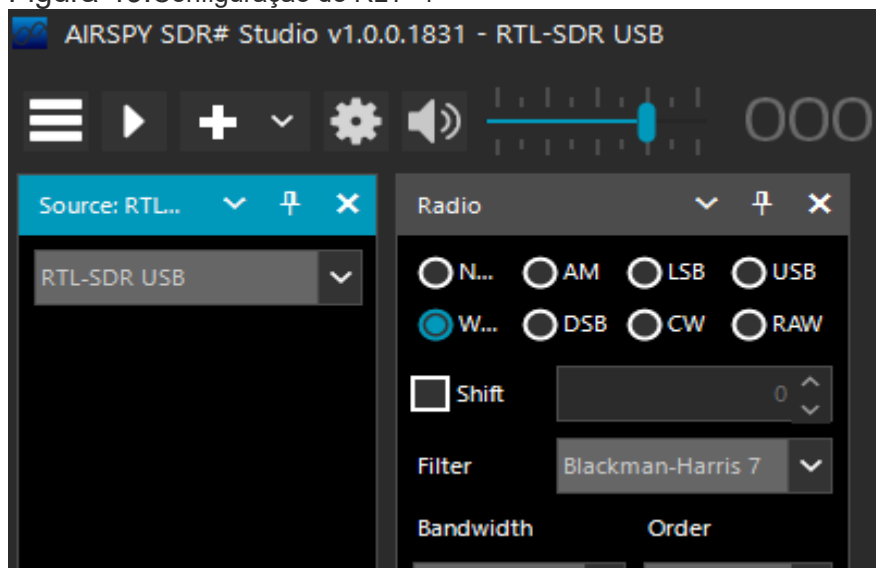 AIRSPY SDR# Studio v1.0.0.1831 - RTL-SDR USB
000
Source: RTL...
RTL-SDR USB
Radio
N... AM LSB USB
W... DSB CW RAW
Shift 0
Filter Blackman-Harris 7
Bandwidth Order